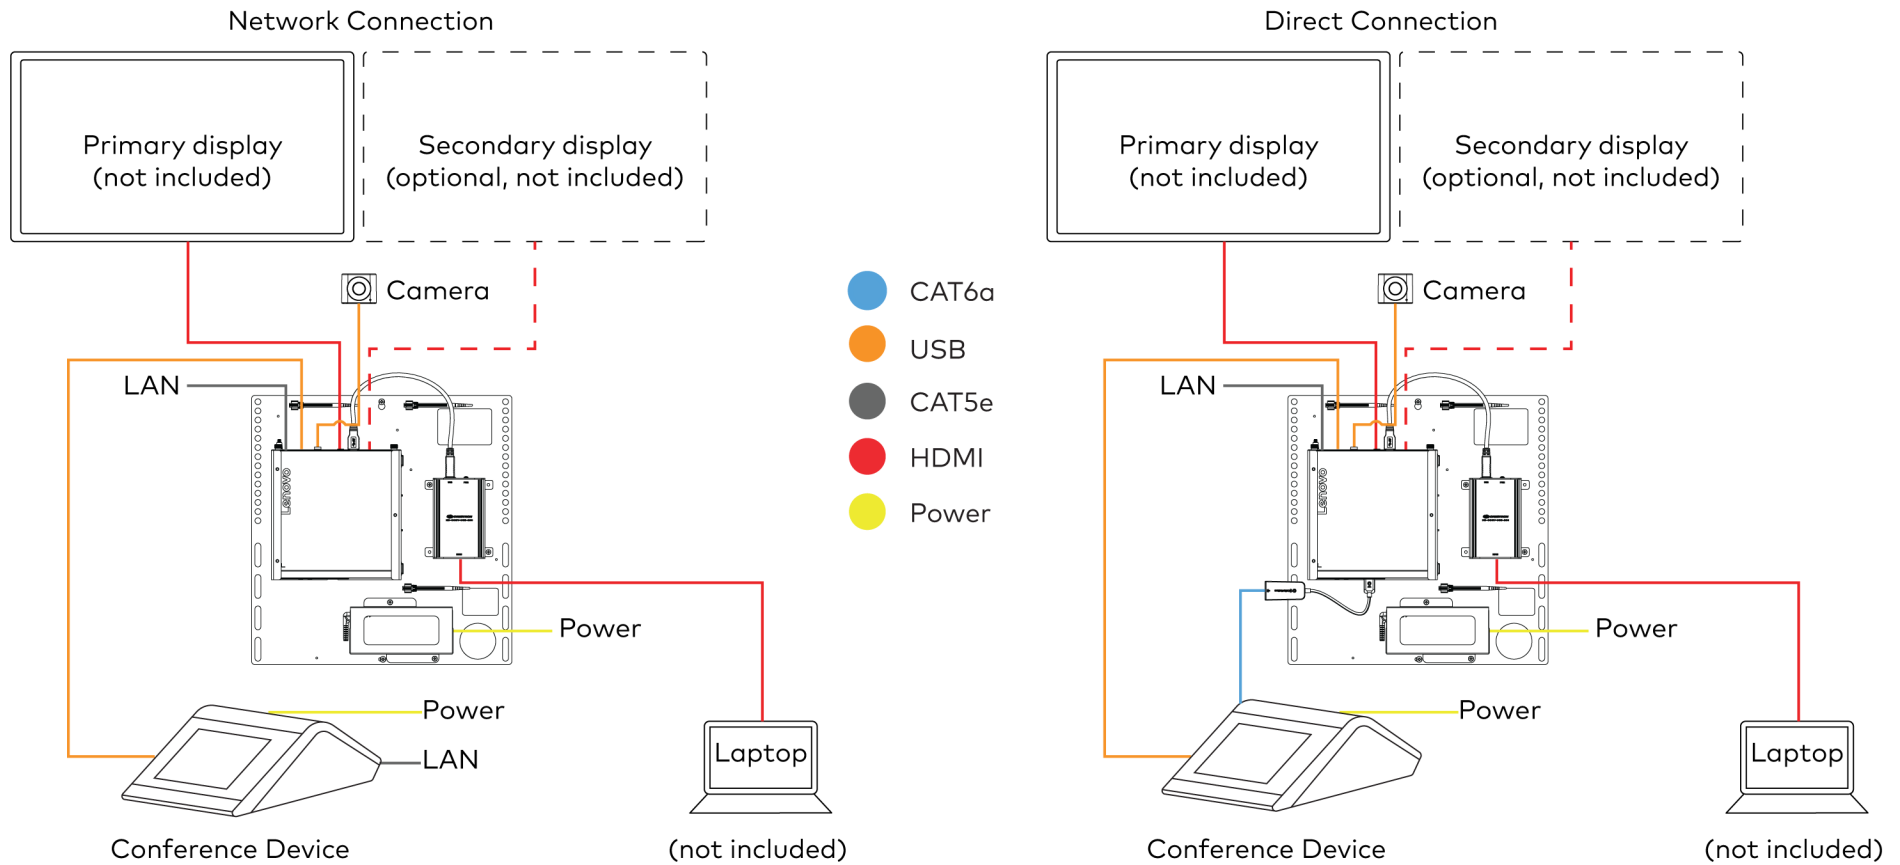 Network Connection
Primary display
(not included)
Secondary display
(optional, not included)
Camera
LAN
Lenovo
Power
Power
LAN
Conference Device
Laptop
(not included)
CAT6a
USB
CAT5e
HDMI
Power
Direct Connection
Primary display
(not included)
Secondary display
(optional, not included)
Camera
LAN
Lenovo
Power
Power
Conference Device
Laptop
(not included)